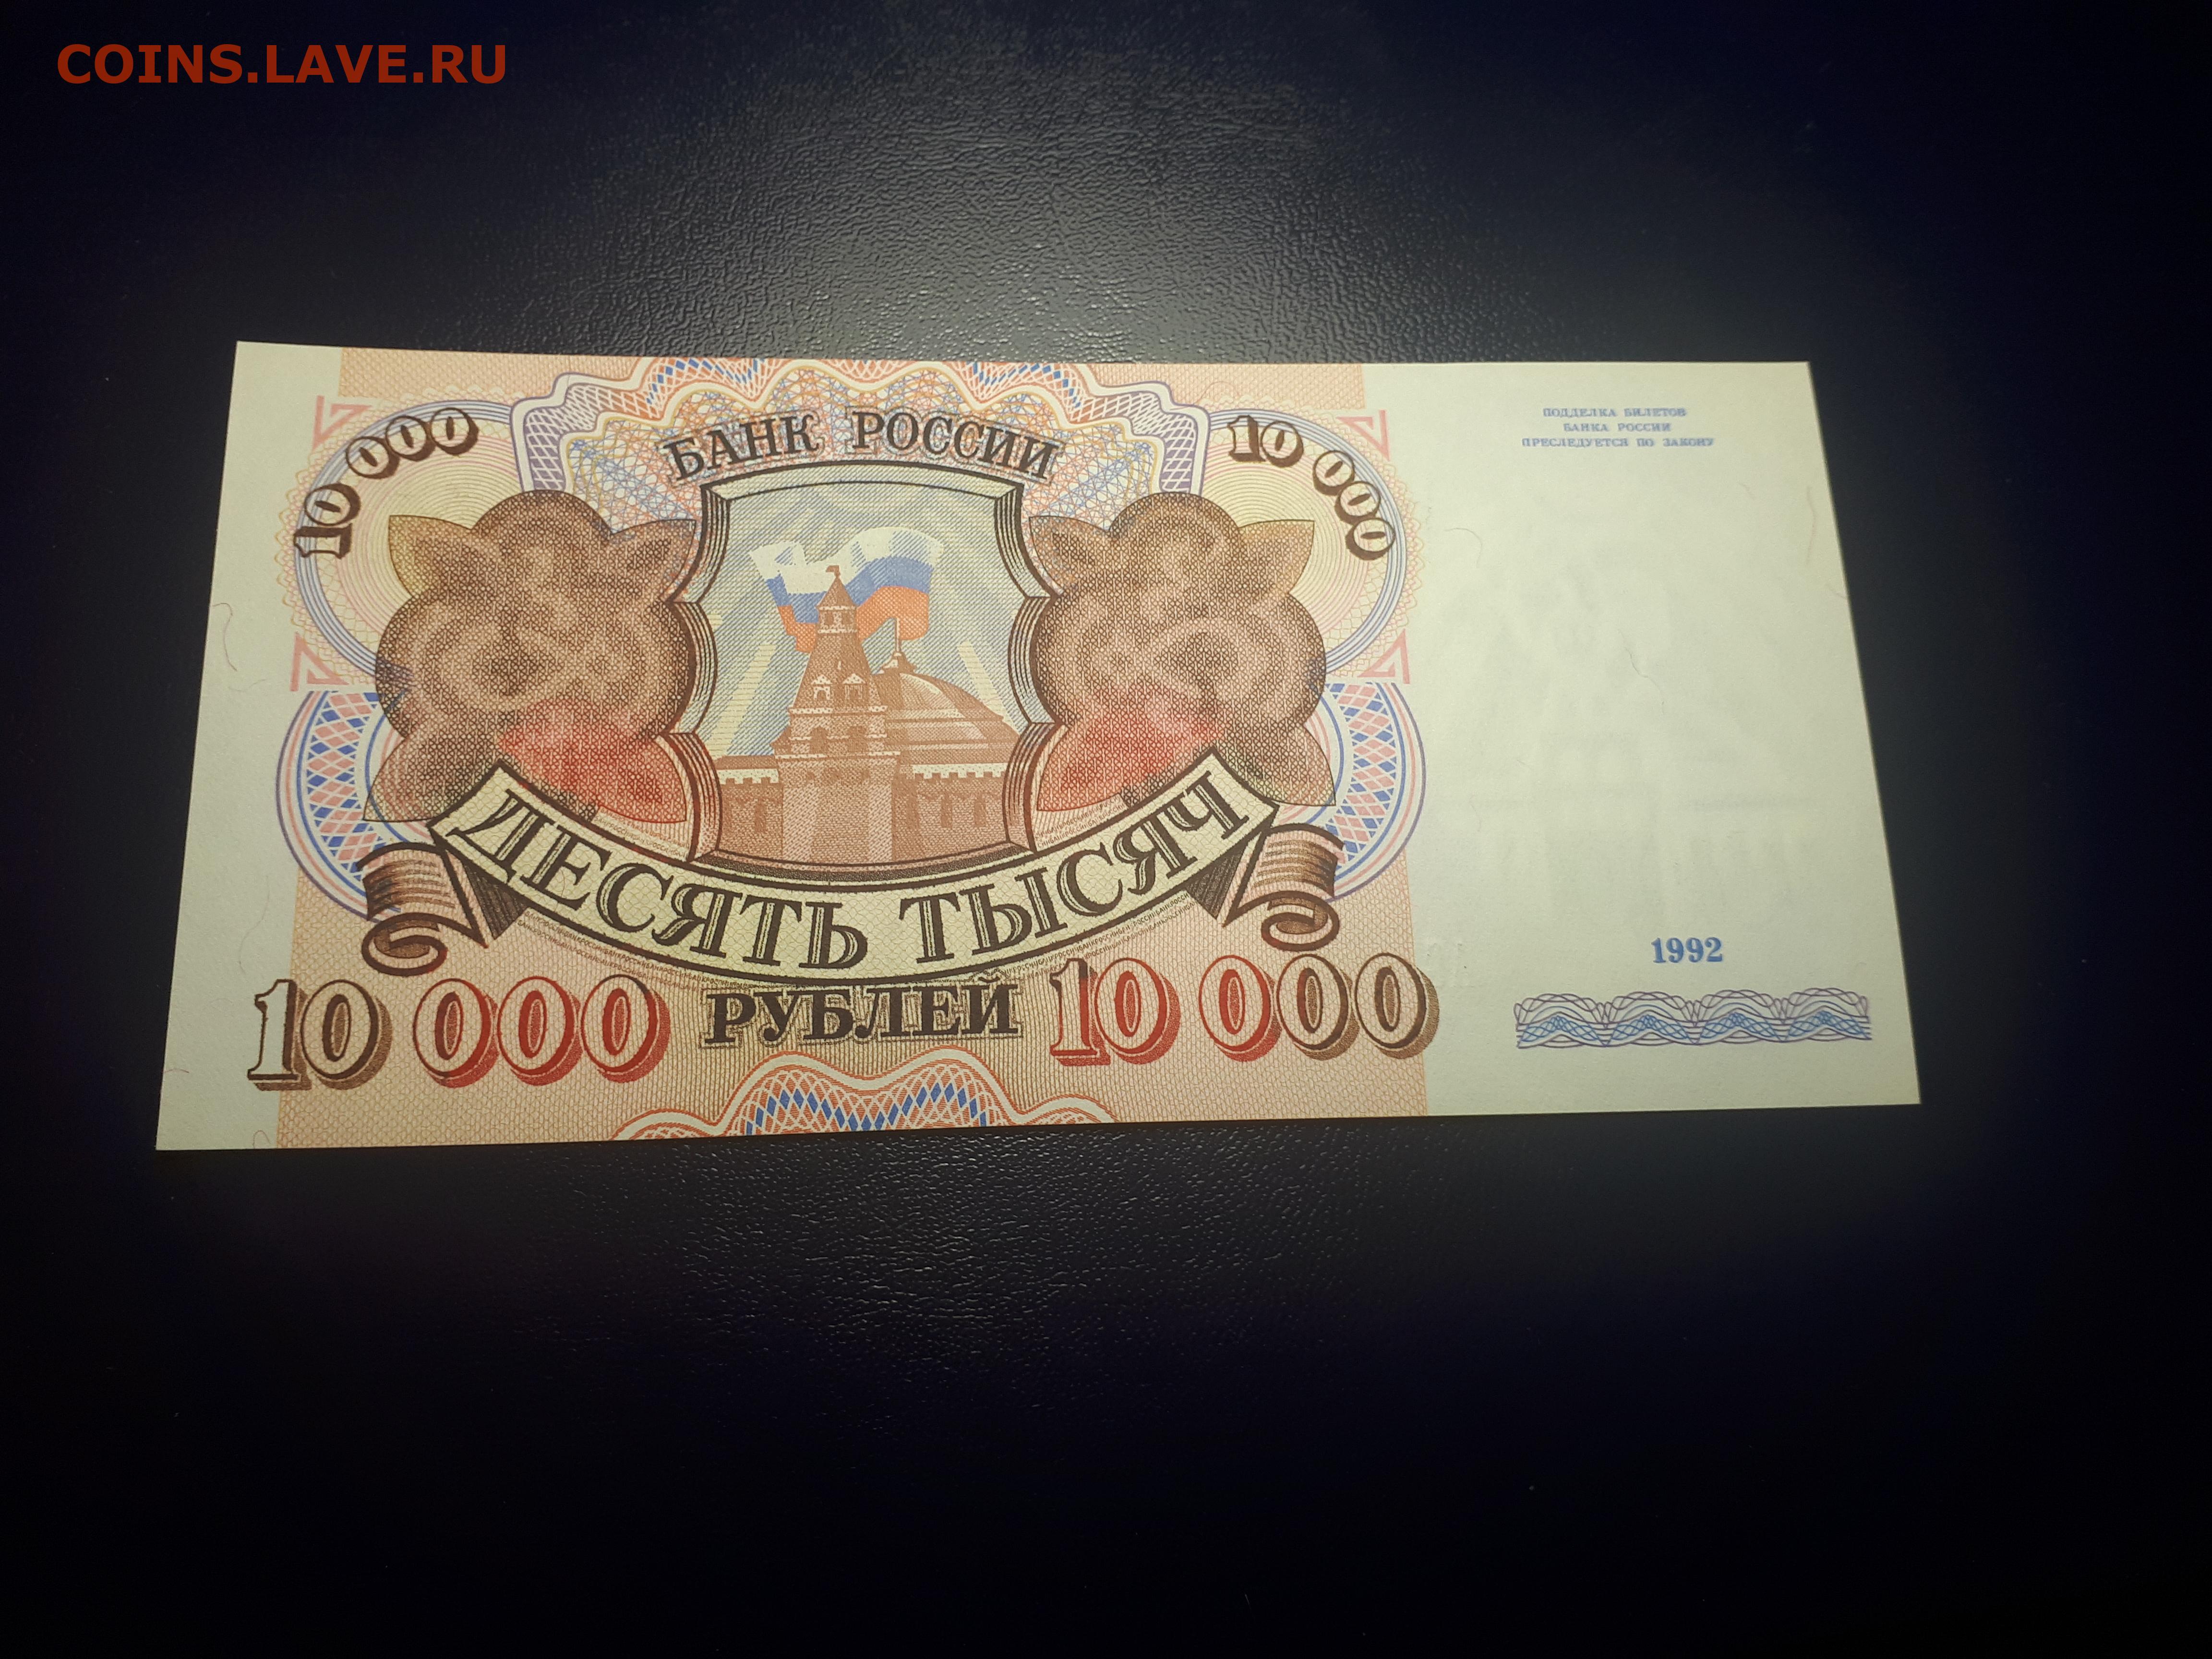 COINS.LAVE.RU
10 000
БАНК РОССИИ
10 000
ПОДДЕЛКА БИЛЕТОВ
БАНКА РОССИИ
ПРЕСЛЕДУЕТСЯ ПО ЗАКОНУ
ДЕСЯТЬ ТЫСЯЧ
10 000
РУБЛЕЙ
10 000
1992